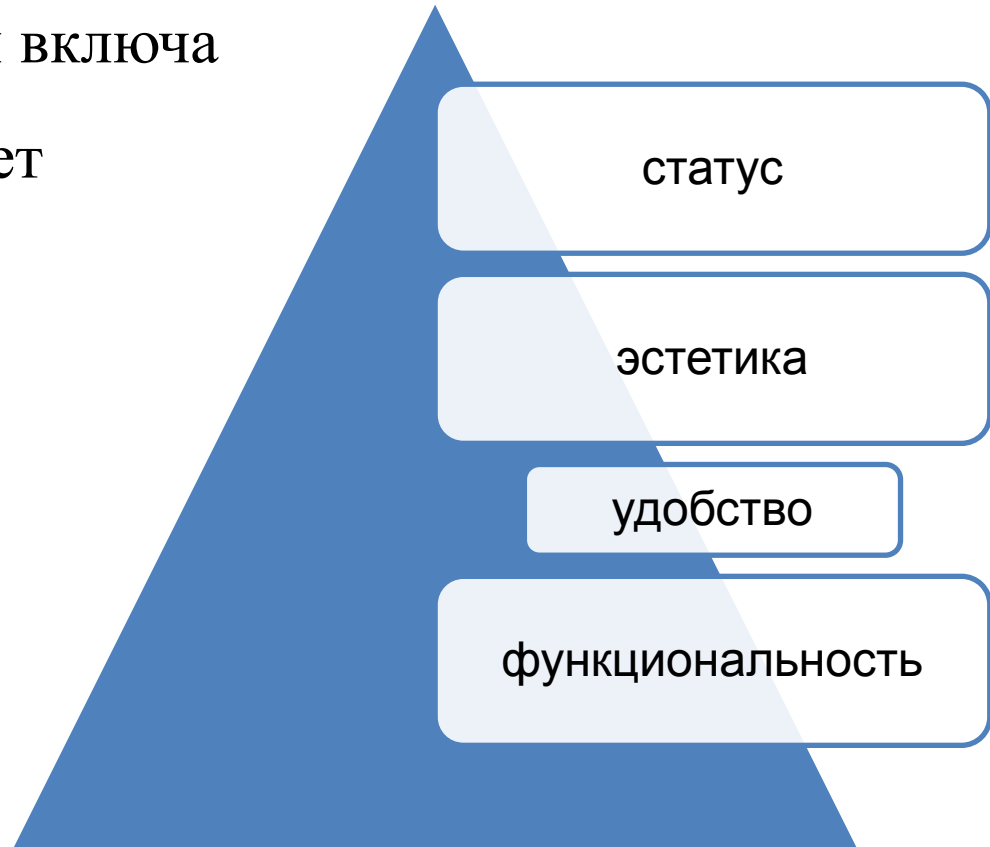 включа
ет
статус
эстетика
удобство
функциональность